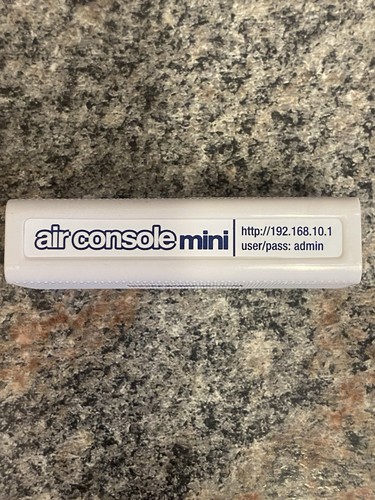 air console mini
http://192.168.10.1
user/pass: admin